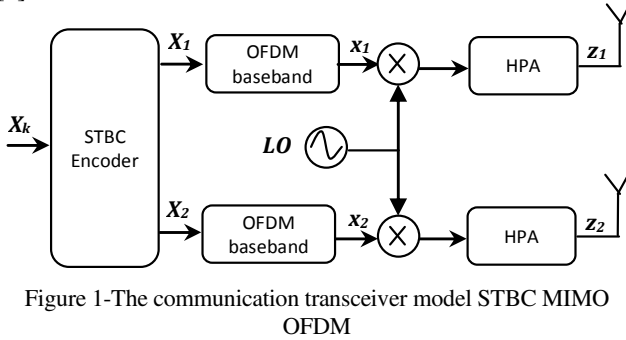 X₁
OFDM
baseband
x₁
HPA
z₁
Xₖ
STBC
Encoder
LO
X₂
OFDM
baseband
x₂
HPA
z₂
Figure 1-The communication transceiver model STBC MIMO
OFDM